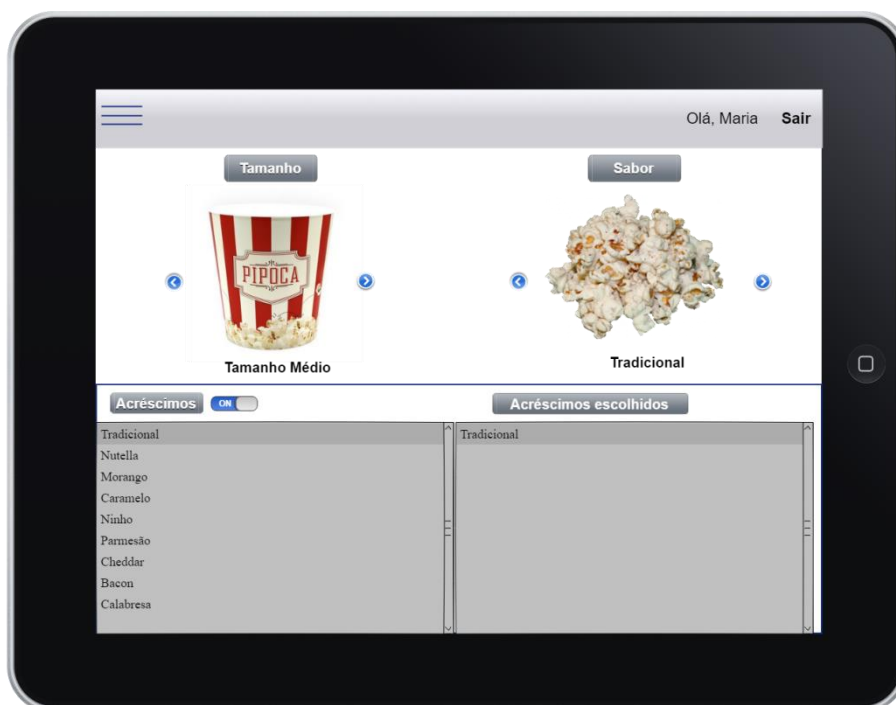 Olá, Maria Sair
Tamanho
Sabor
PIPOCA
Tamanho Médio
Tradicional
Acréscimos ON
Acréscimos escolhidos
Tradicional
Nutella
Morango
Caramelo
Ninho
Parmesão
Cheddar
Bacon
Calabresa
Tradicional